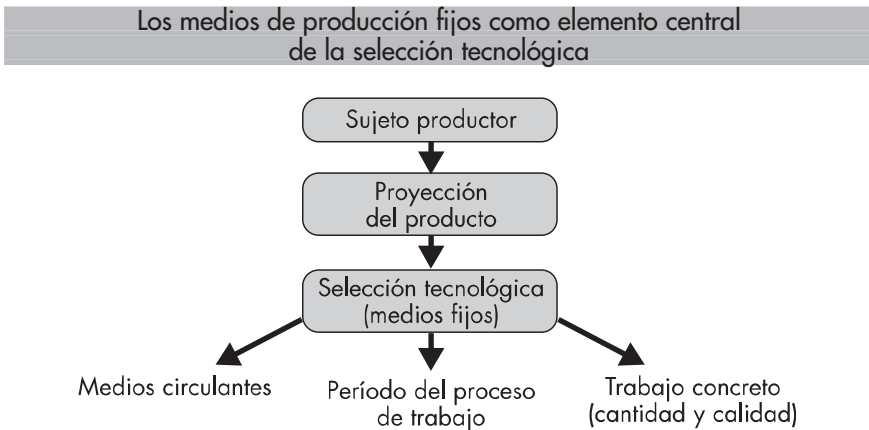 Los medios de producción fijos como elemento central
de la selección tecnológica
Sujeto productor
Proyección
del producto
Selección tecnológica
(medios fijos)
Medios circulantes
Período del proceso
de trabajo
Trabajo concreto
(cantidad y calidad)